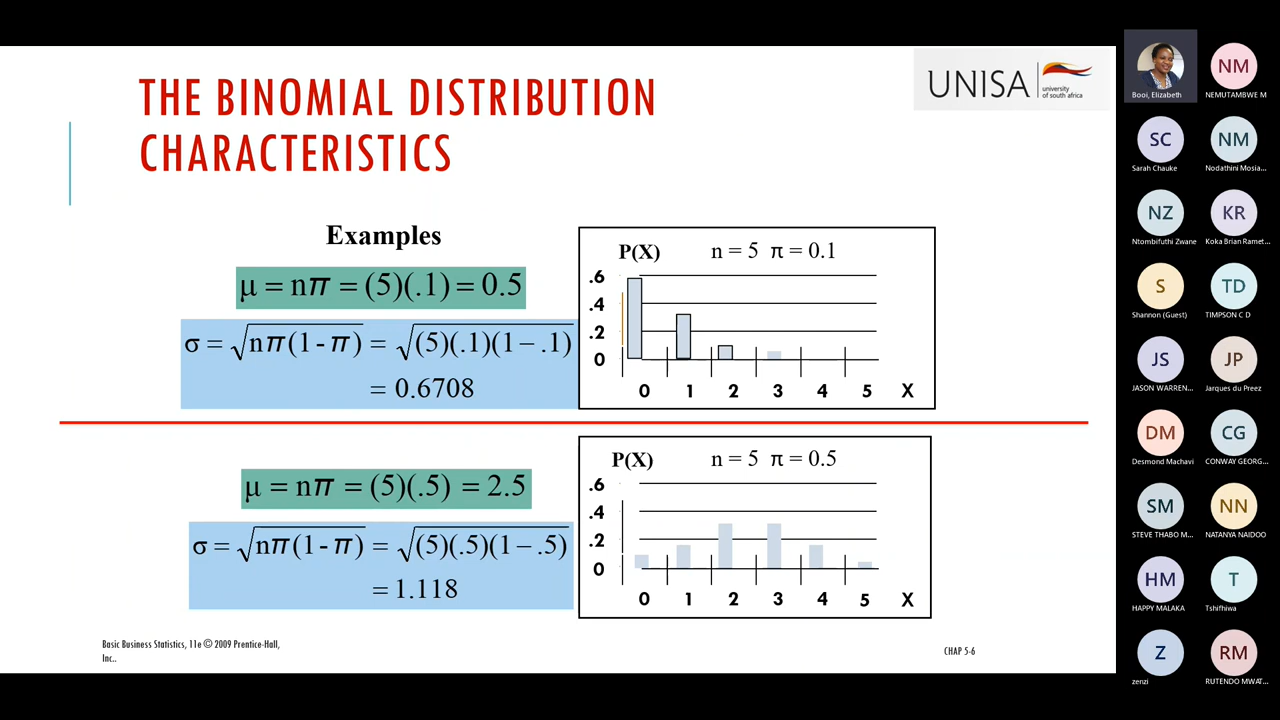 THE BINOMIAL DISTRIBUTION
CHARACTERISTICS
UNISA
university
of south africa
Examples
μ = nπ = (5)(.1) = 0.5
σ = √nπ(1 - π) = √(5)(.1)(1 − .1)
= 0.6708
P(X) n = 5 π = 0.1
.6
.4
.2
0
0 1 2 3 4 5 X
μ = nπ = (5)(.5) = 2.5
σ = √nπ(1 - π) = √(5)(.5)(1 − .5)
= 1.118
P(X) n = 5 π = 0.5
.6
.4
.2
0
0 1 2 3 4 5 X
Basic Business Statistics, 11e © 2009 Prentice-Hall,
Inc..
CHAP 5-6
Booi, Elizabeth
NM
NEMUTAMBWE M
SC
Sarah Chauke
NM
Nodathini Mosia...
NZ
Ntombifuthi Zwane
KR
Koka Brian Ramet...
S
Shannon (Guest)
TD
TIMPSON C D
JS
JASON WARREN...
JP
Jarques du Preez
DM
Desmond Machavi
CG
CONWAY GEORG...
SM
STEVE THABO M...
NN
NATANYA NAIDOO
HM
HAPPY MALAKA
T
Tshifhiwa
Z
zenzi
RM
RUTENDO MWAT...